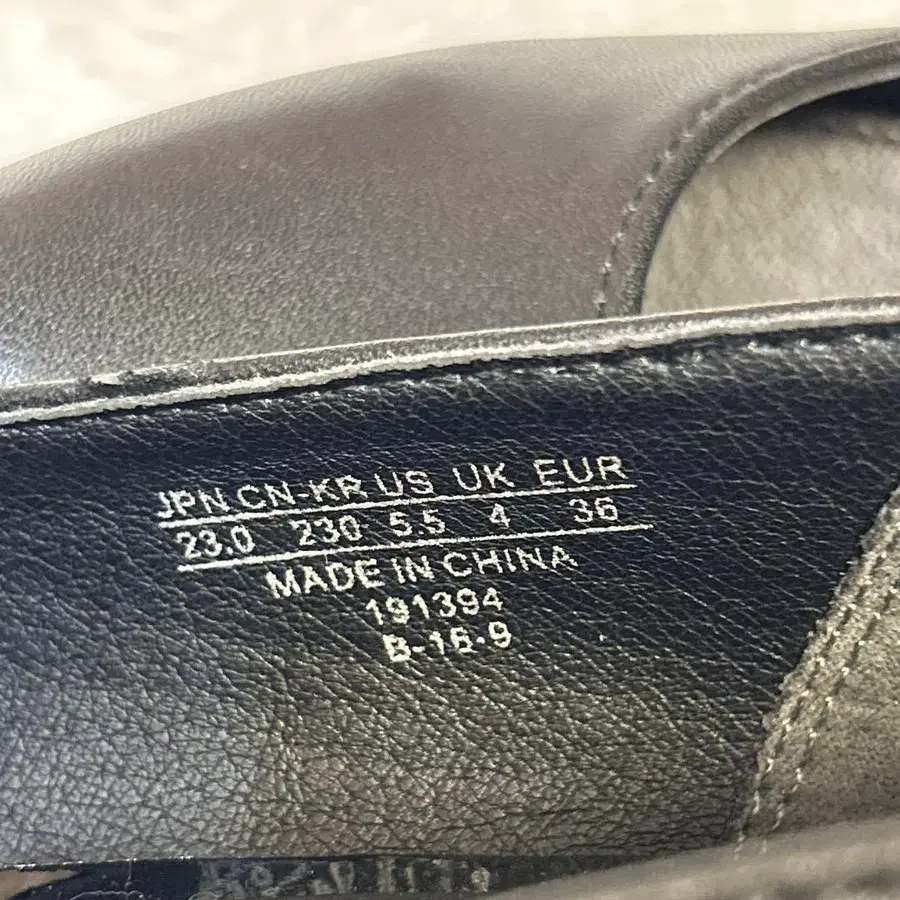 JPN CN-KR US UK EUR
23.0 230 5.5 4 36
MADE IN CHINA
191394
B-16-9